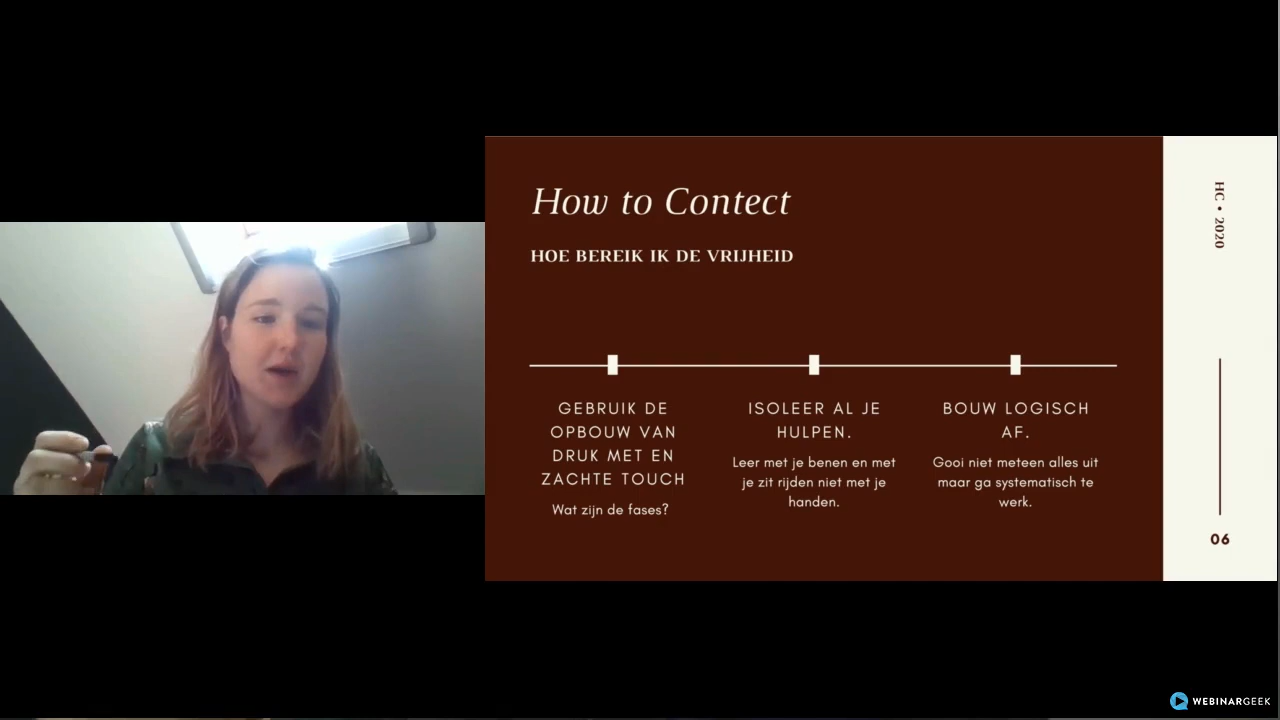 How to Contect
HOE BEREIK IK DE VRIJHEID
GEBRUIK DE
OPBOUW VAN
DRUK MET EN
ZACHTE TOUCH
Wat zijn de fases?
ISOLEER AL JE
HULPEN.
Leer met je benen en met
je zit rijden niet met je
handen.
BOUW LOGISCH
AF.
Gooi niet meteen alles uit
maar ga systematisch te
werk.
HC • 2020
06
WEBINARGEEK